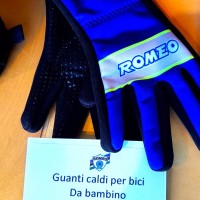 ROMEO
Guanti caldi per bici
Da bambino